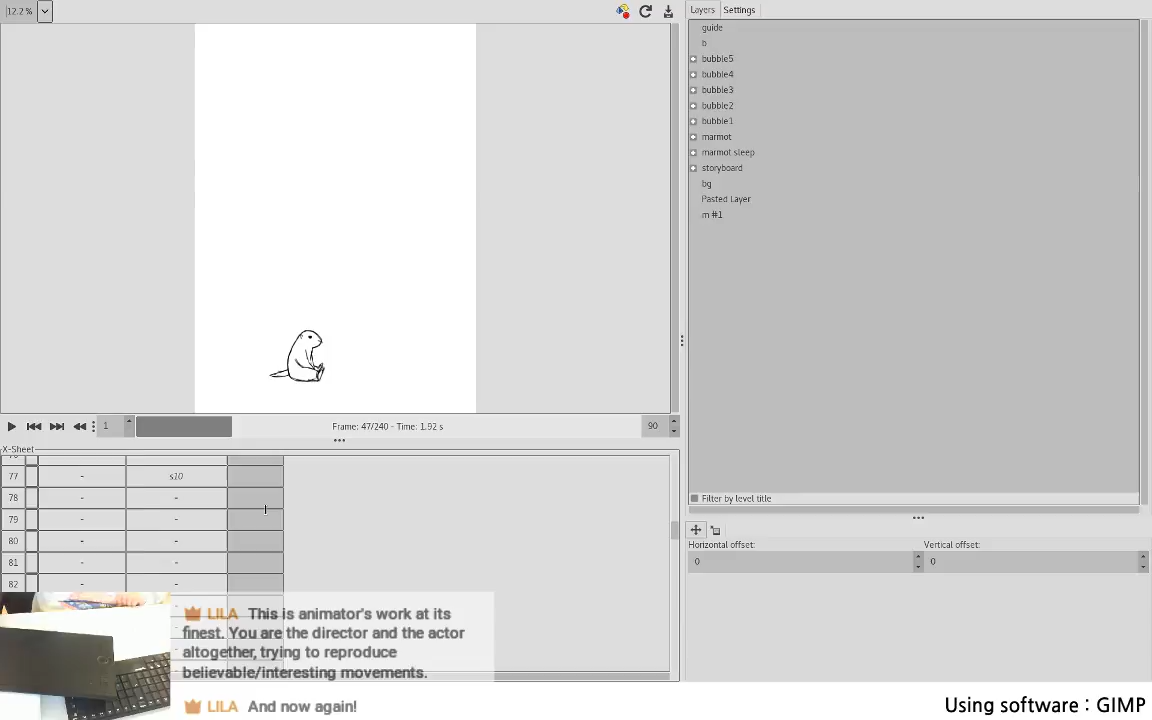 12.2 %
Layers Settings
guide
b
bubble5
bubble4
bubble3
bubble2
bubble1
marmot
marmot sleep
storyboard
bg
Pasted Layer
m #1
1 Frame: 47/240 - Time: 1.92 s 90
X-Sheet
77 - s10
78 - -
79 - -
80 - -
81 - -
82 - -
Filter by level title
Horizontal offset: Vertical offset:
0 0
LILA This is animator's work at its
finest. You are the director and the actor
altogether, trying to reproduce
believable/interesting movements.
LILA And now again!
Using software : GIMP